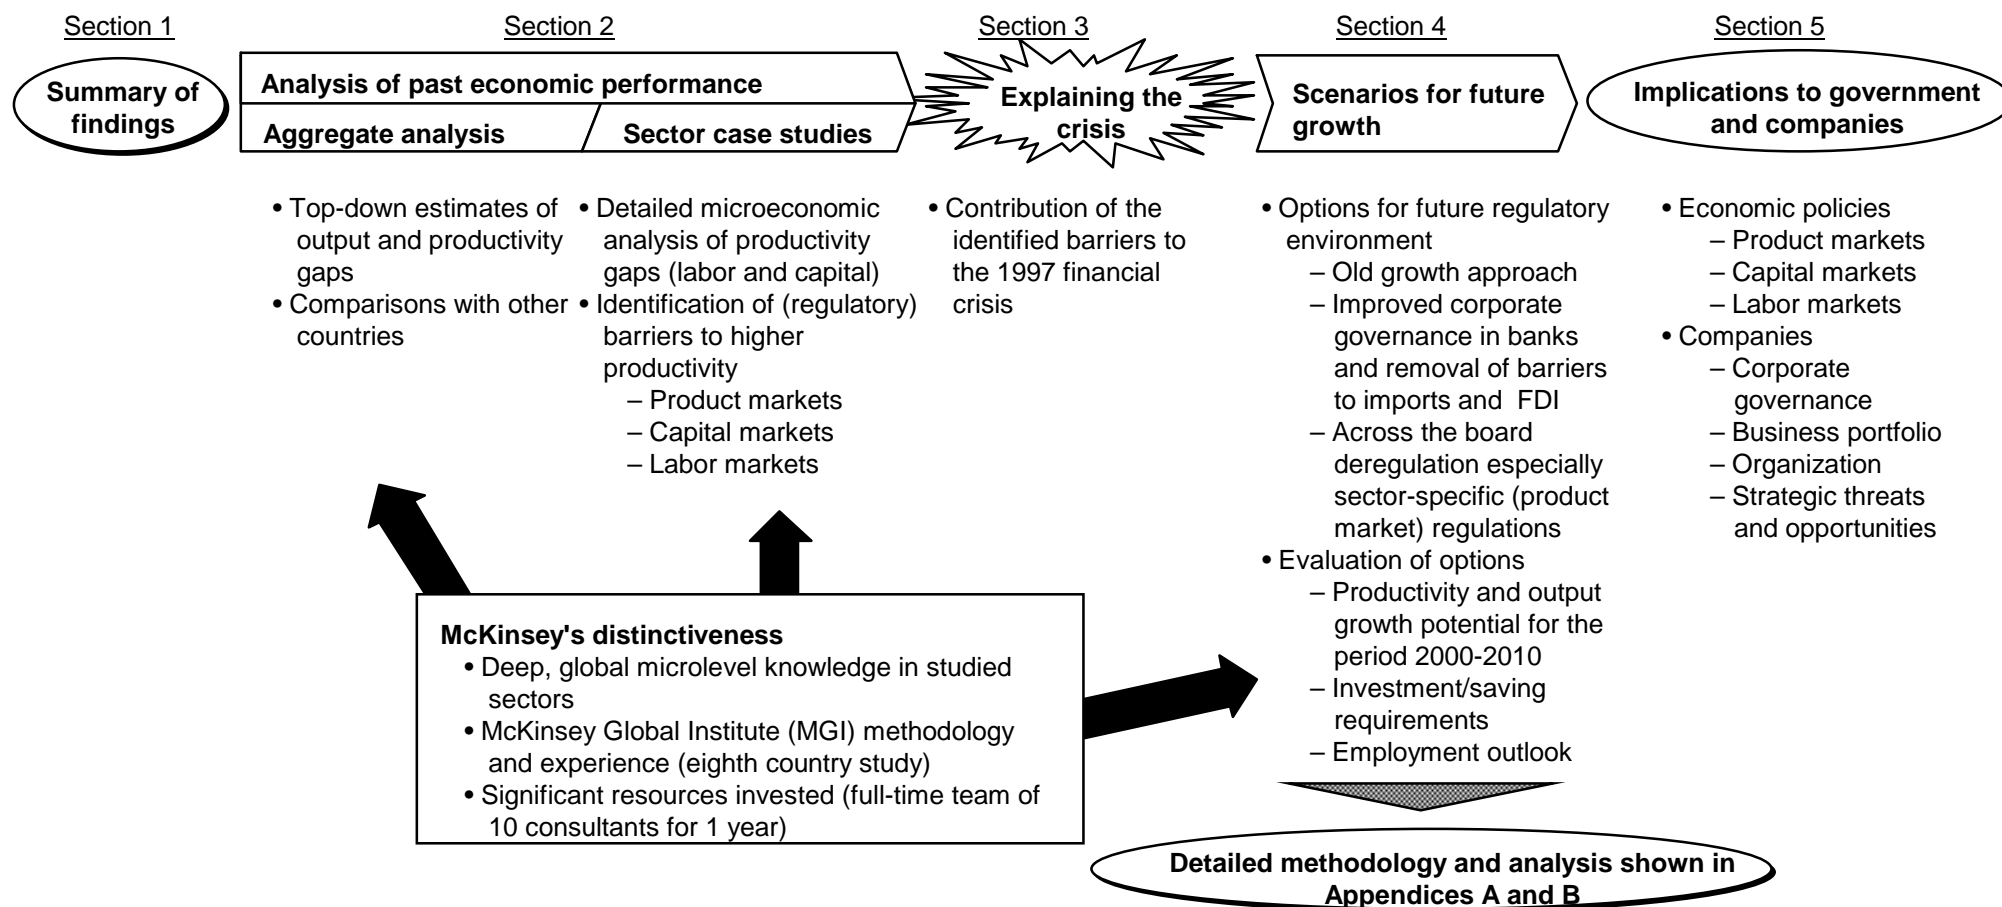 Section 1
Section 2
Section 3
Section 4
Section 5
Summary of
findings
Analysis of past economic performance
Aggregate analysis
Sector case studies
Explaining the
crisis
Scenarios for future
growth
Implications to government
and companies
• Top-down estimates of
output and productivity
gaps
• Comparisons with other
countries
• Detailed microeconomic
analysis of productivity
gaps (labor and capital)
• Identification of (regulatory)
barriers to higher
productivity
– Product markets
– Capital markets
– Labor markets
• Contribution of the
identified barriers to
the 1997 financial
crisis
• Options for future regulatory
environment
– Old growth approach
– Improved corporate
governance in banks
and removal of barriers
to imports and FDI
– Across the board
deregulation especially
sector-specific (product
market) regulations
• Evaluation of options
– Productivity and output
growth potential for the
period 2000-2010
– Investment/saving
requirements
– Employment outlook
• Economic policies
– Product markets
– Capital markets
– Labor markets
• Companies
– Corporate
governance
– Business portfolio
– Organization
– Strategic threats
and opportunities
McKinsey's distinctiveness
• Deep, global microlevel knowledge in studied
sectors
• McKinsey Global Institute (MGI) methodology
and experience (eighth country study)
• Significant resources invested (full-time team of
10 consultants for 1 year)
Detailed methodology and analysis shown in
Appendices A and B